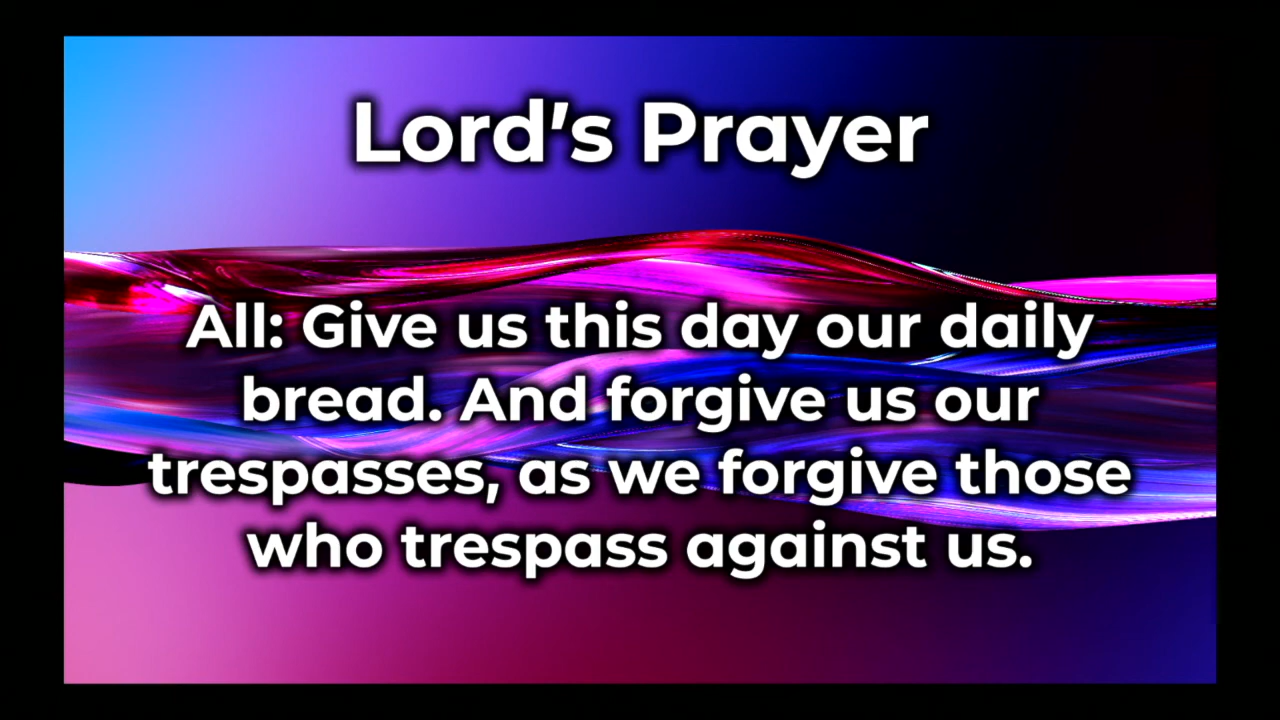 Lord's Prayer
All: Give us this day our daily
bread. And forgive us our
trespasses, as we forgive those
who trespass against us.